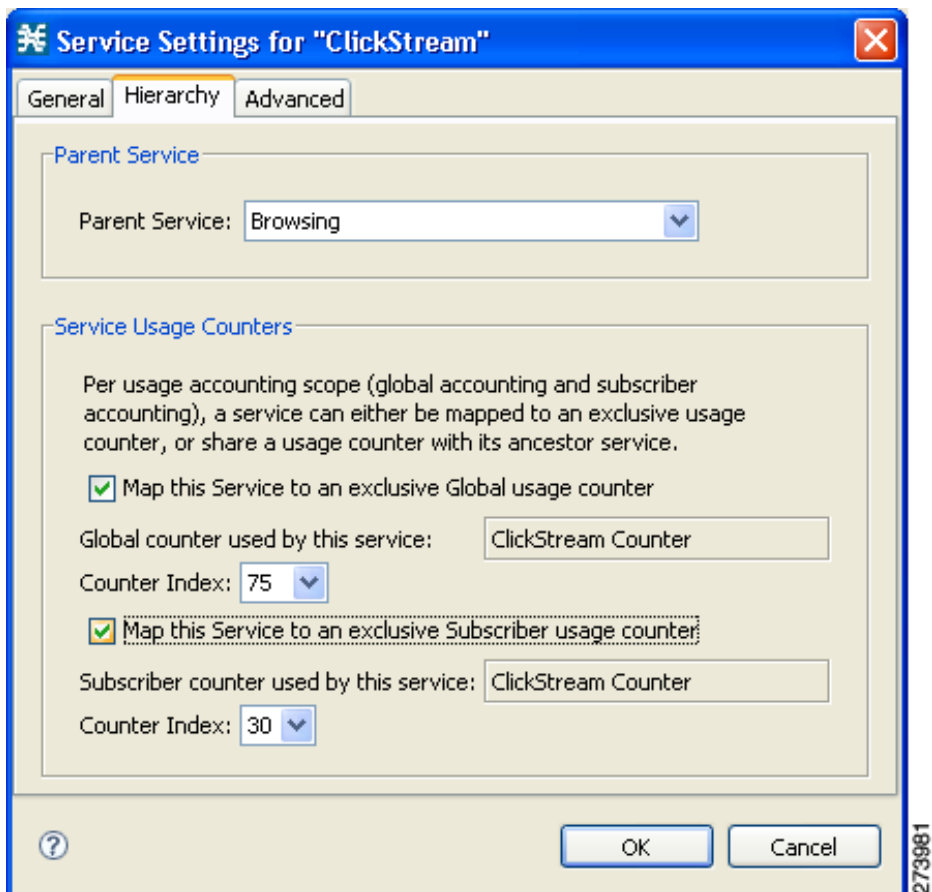 Service Settings for "ClickStream"
General Hierarchy Advanced
Parent Service
Parent Service: Browsing
Service Usage Counters
Per usage accounting scope (global accounting and subscriber
accounting), a service can either be mapped to an exclusive usage
counter, or share a usage counter with its ancestor service.
Map this Service to an exclusive Global usage counter
Global counter used by this service: ClickStream Counter
Counter Index: 75
Map this Service to an exclusive Subscriber usage counter
Subscriber counter used by this service: ClickStream Counter
Counter Index: 30
? OK Cancel
273981